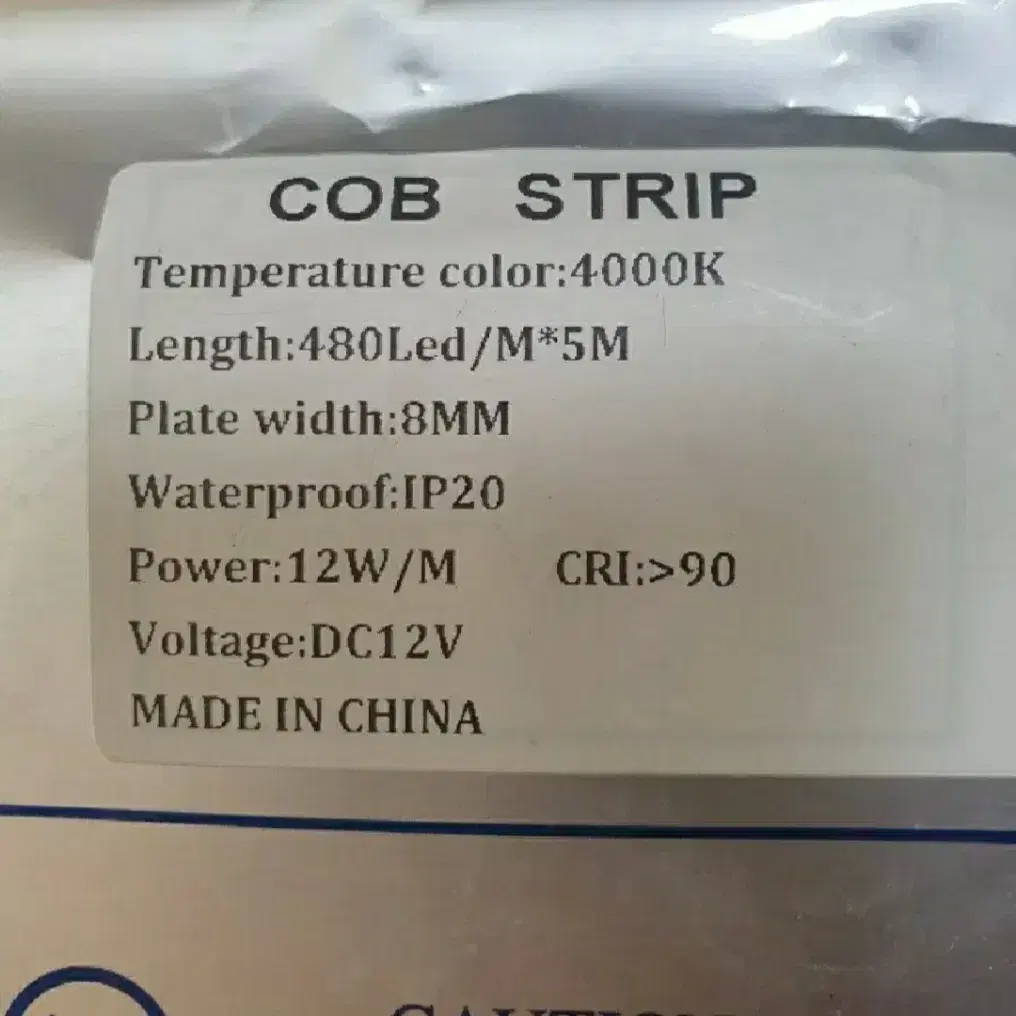 COB STRIP
Temperature color:4000K
Length:480Led/M*5M
Plate width:8MM
Waterproof:IP20
Power:12W/M CRI:>90
Voltage:DC12V
MADE IN CHINA